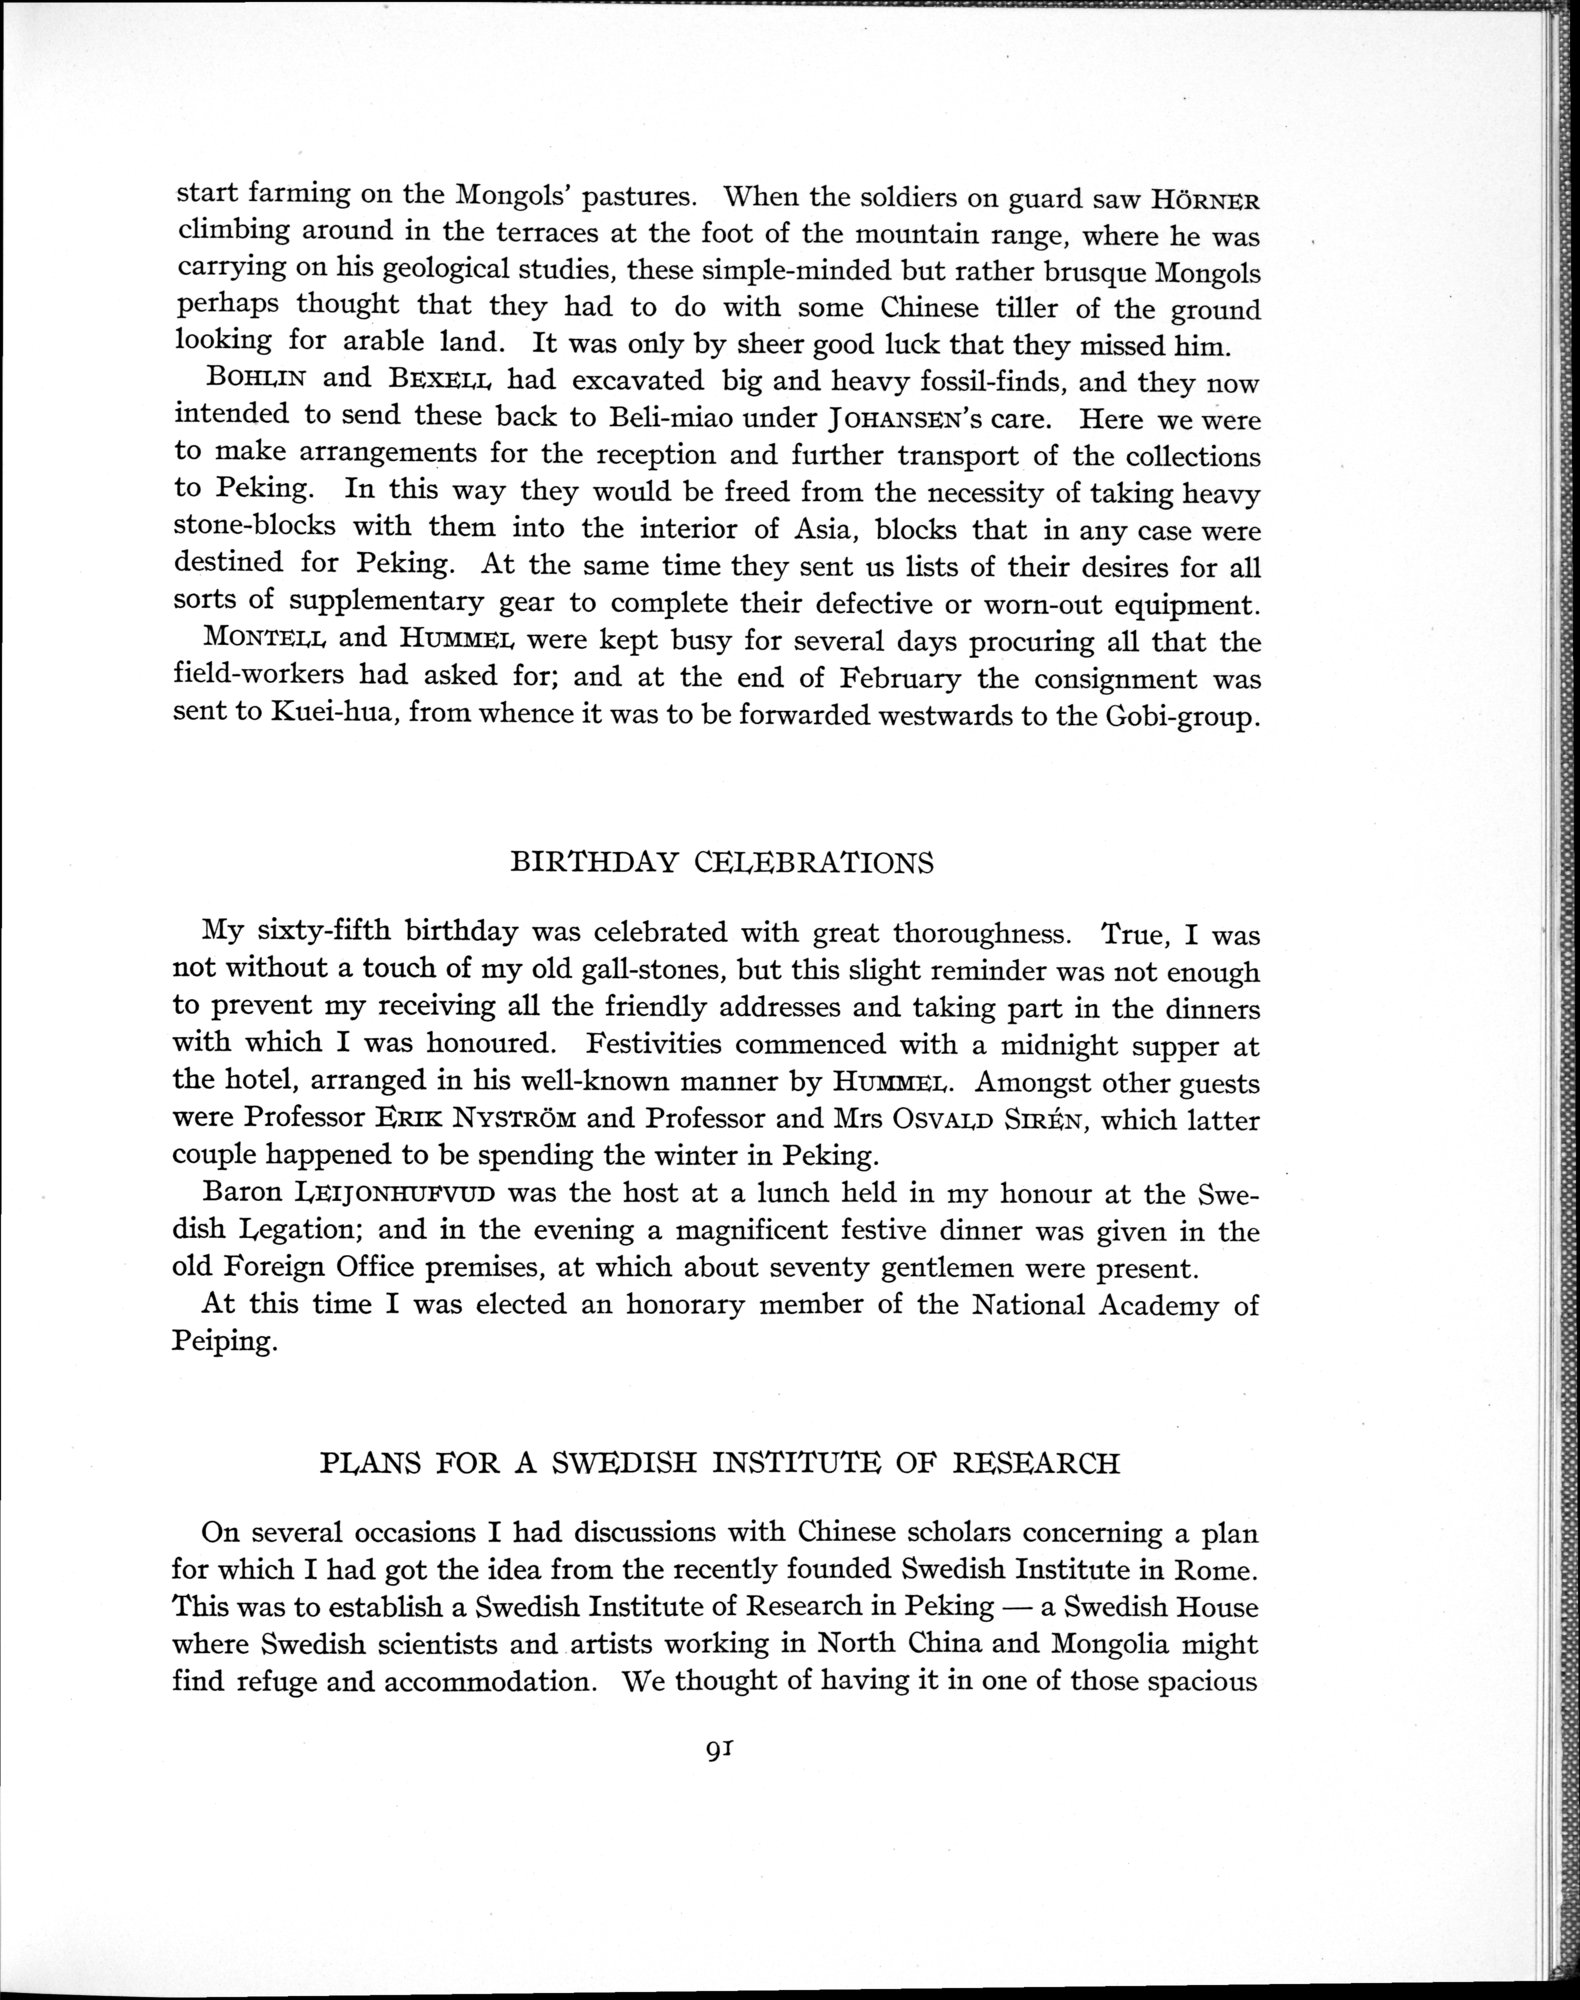 start farming on the Mongols' pastures. When the soldiers on guard saw HÖRNER
climbing around in the terraces at the foot of the mountain range, where he was
carrying on his geological studies, these simple-minded but rather brusque Mongols
perhaps thought that they had to do with some Chinese tiller of the ground
looking for arable land. It was only by sheer good luck that they missed him.
BOHLIN and BEXELL had excavated big and heavy fossil-finds, and they now
intended to send these back to Beli-miao under JOHANSEN's care. Here we were
to make arrangements for the reception and further transport of the collections
to Peking. In this way they would be freed from the necessity of taking heavy
stone-blocks with them into the interior of Asia, blocks that in any case were
destined for Peking. At the same time they sent us lists of their desires for all
sorts of supplementary gear to complete their defective or worn-out equipment.
MONTELL and HUMMEL were kept busy for several days procuring all that the
field-workers had asked for; and at the end of February the consignment was
sent to Kuei-hua, from whence it was to be forwarded westwards to the Gobi-group.
BIRTHDAY CELEBRATIONS
My sixty-fifth birthday was celebrated with great thoroughness. True, I was
not without a touch of my old gall-stones, but this slight reminder was not enough
to prevent my receiving all the friendly addresses and taking part in the dinners
with which I was honoured. Festivities commenced with a midnight supper at
the hotel, arranged in his well-known manner by HUMMEL. Amongst other guests
were Professor ERIK NYSTRÖM and Professor and Mrs OSVALD SIRÉN, which latter
couple happened to be spending the winter in Peking.
Baron LEIJONHUFVUD was the host at a lunch held in my honour at the Swe-
dish Legation; and in the evening a magnificent festive dinner was given in the
old Foreign Office premises, at which about seventy gentlemen were present.
At this time I was elected an honorary member of the National Academy of
Peiping.
PLANS FOR A SWEDISH INSTITUTE OF RESEARCH
On several occasions I had discussions with Chinese scholars concerning a plan
for which I had got the idea from the recently founded Swedish Institute in Rome.
This was to establish a Swedish Institute of Research in Peking — a Swedish House
where Swedish scientists and artists working in North China and Mongolia might
find refuge and accommodation. We thought of having it in one of those spacious
91